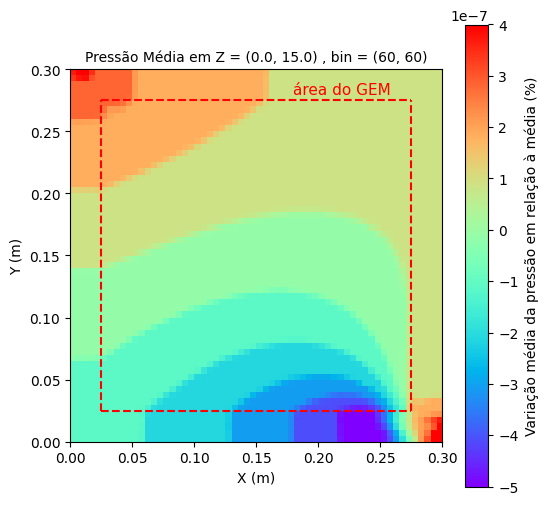 1e−7
Pressão Média em Z = (0.0, 15.0) , bin = (60, 60)
área do GEM
0.30
0.25
0.20
0.15
0.10
0.05
0.00
Y (m)
0.00 0.05 0.10 0.15 0.20 0.25 0.30
X (m)
4
3
2
1
0
−1
−2
−3
−4
−5
Variação média da pressão em relação à média (%)